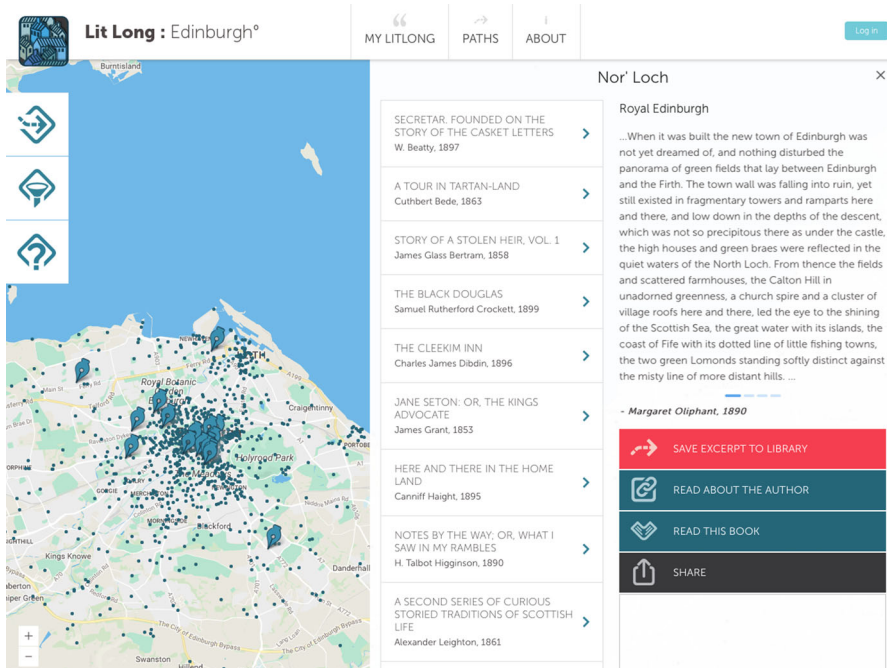 Lit Long : Edinburgh°
MY LITLONG
PATHS
ABOUT
Log in
Burntisland
Royal Botanic
Garden
Craigentinny
Holyrood Park
The Meadows
GORGIE
Blackford
Kings Knowe
Danderhall
The City of Edinburgh Bypass
The City of Edinburgh Bypass
Swanston
+
−
Nor' Loch
×
SECRETAR. FOUNDED ON THE
STORY OF THE CASKET LETTERS
W. Beatty, 1897
A TOUR IN TARTAN-LAND
Cuthbert Bede, 1863
STORY OF A STOLEN HEIR, VOL. 1
James Glass Bertram, 1858
THE BLACK DOUGLAS
Samuel Rutherford Crockett, 1899
THE CLEEKIM INN
Charles James Dibdin, 1896
JANE SETON: OR, THE KINGS
ADVOCATE
James Grant, 1853
HERE AND THERE IN THE HOME
LAND
Canniff Haight, 1895
NOTES BY THE WAY; OR, WHAT I
SAW IN MY RAMBLES
H. Talbot Higginson, 1890
A SECOND SERIES OF CURIOUS
STORIED TRADITIONS OF SCOTTISH
LIFE
Alexander Leighton, 1861
Royal Edinburgh
...When it was built the new town of Edinburgh was
not yet dreamed of, and nothing disturbed the
panorama of green fields that lay between Edinburgh
and the Firth. The town wall was falling into ruin, yet
still existed in fragmentary towers and ramparts here
and there, and low down in the depths of the descent,
which was not so precipitous there as under the castle,
the high houses and green braes were reflected in the
quiet waters of the North Loch. From thence the fields
and scattered farmhouses, the Calton Hill in
unadorned greenness, a church spire and a cluster of
village roofs here and there, led the eye to the shining
of the Scottish Sea, the great water with its islands, the
coast of Fife with its dotted line of little fishing towns,
the two green Lomonds standing softly distinct against
the misty line of more distant hills. ...
- Margaret Oliphant, 1890
SAVE EXCERPT TO LIBRARY
READ ABOUT THE AUTHOR
READ THIS BOOK
SHARE